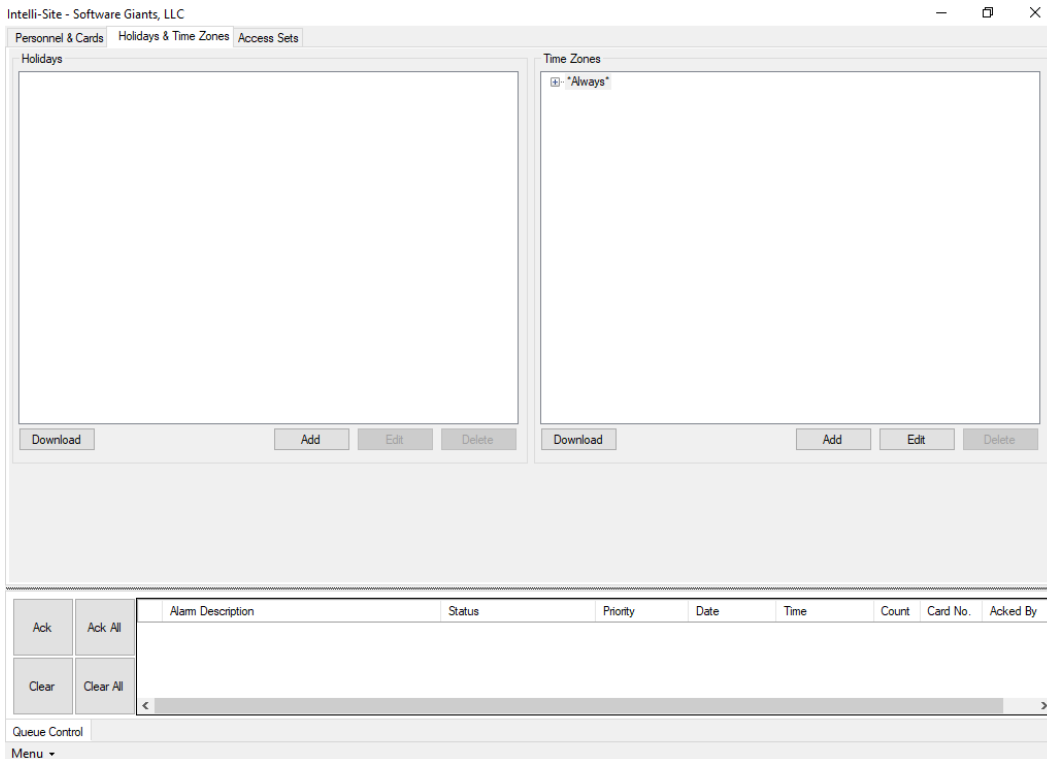 Intelli-Site - Software Giants, LLC
Personnel & Cards Holidays & Time Zones Access Sets
Holidays
Time Zones
*Always*
Download Add Edit Delete
Download Add Edit Delete
Ack Ack All
Clear Clear All
Alarm Description Status Priority Date Time Count Card No. Acked By
Queue Control
Menu